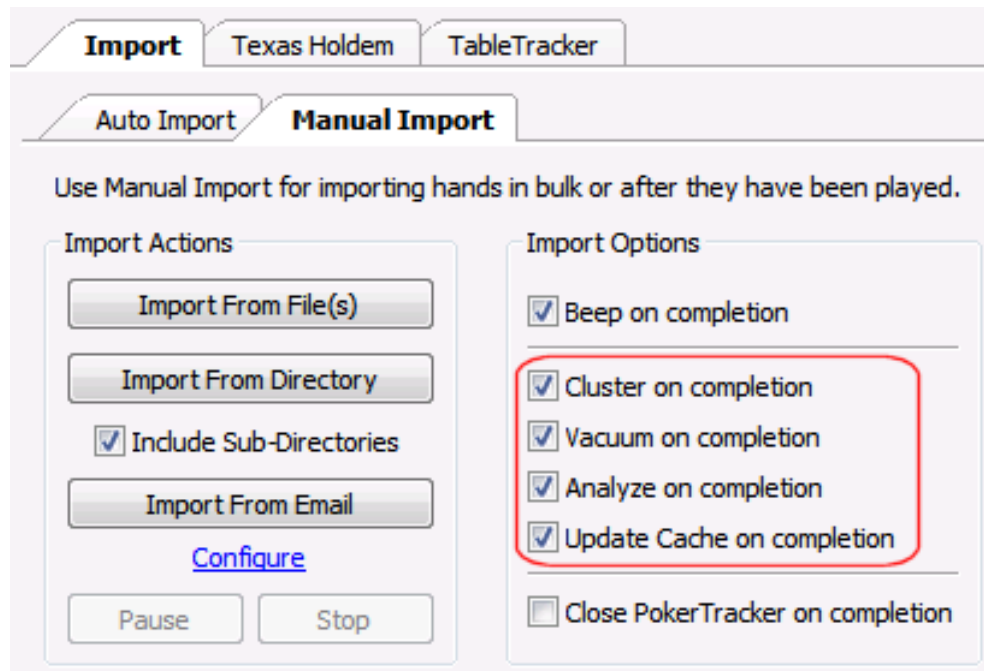 Import Texas Holdem TableTracker
Auto Import Manual Import
Use Manual Import for importing hands in bulk or after they have been played.
Import Actions
Import From File(s)
Import From Directory
Include Sub-Directories
Import From Email
Configure
Pause Stop
Import Options
Beep on completion
Cluster on completion
Vacuum on completion
Analyze on completion
Update Cache on completion
Close PokerTracker on completion